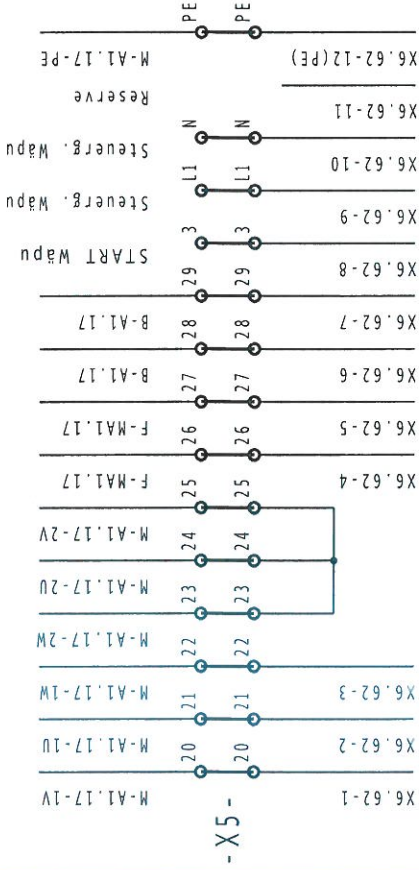 -X5-
X6.62-1 20 20 M-A1.17-1V
X6.62-2 21 21 M-A1.17-1U
X6.62-3 22 22 M-A1.17-1W
23 23 M-A1.17-2W
24 24 M-A1.17-2U
25 25 M-A1.17-2V
X6.62-4 26 26 F-MA1.17
X6.62-5 27 27 F-MA1.17
X6.62-6 28 28 B-A1.17
X6.62-7 29 29 B-A1.17
X6.62-8 3 3 START Wäpu
X6.62-9 L1 L1 Steuerg. Wäpu
X6.62-10 N N Steuerg. Wäpu
X6.62-11 Reserve
X6.62-12(PE) PE PE M-A1.17-PE